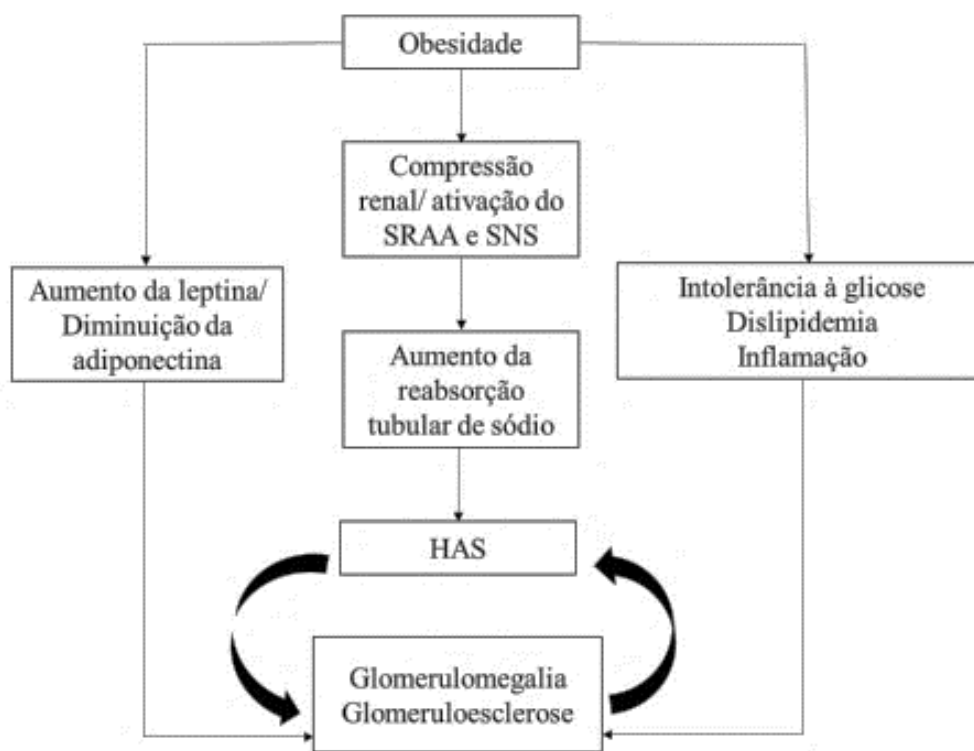 Obesidade
Compressão
renal/ ativação do
SRAA e SNS
Aumento da leptina/
Diminuição da
adiponectina
Intolerância à glicose
Dislipidemia
Inflamação
Aumento da
reabsorção
tubular de sódio
HAS
Glomerulomegalia
Glomeruloesclerose